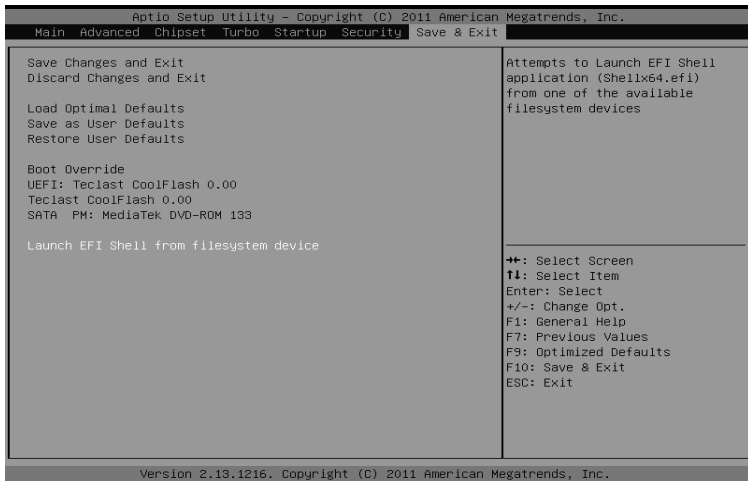 Aptio Setup Utility – Copyright (C) 2011 American Megatrends, Inc.
Main Advanced Chipset Turbo Startup Security Save & Exit
Save Changes and Exit
Discard Changes and Exit
Load Optimal Defaults
Save as User Defaults
Restore User Defaults
Boot Override
UEFI: Teclast CoolFlash 0.00
Teclast CoolFlash 0.00
SATA PM: MediaTek DVD-ROM 133
Launch EFI Shell from filesystem device
Attempts to Launch EFI Shell
application (Shellx64.efi)
from one of the available
filesystem devices
→←: Select Screen
↑↓: Select Item
Enter: Select
+/-: Change Opt.
F1: General Help
F7: Previous Values
F9: Optimized Defaults
F10: Save & Exit
ESC: Exit
Version 2.13.1216. Copyright (C) 2011 American Megatrends, Inc.